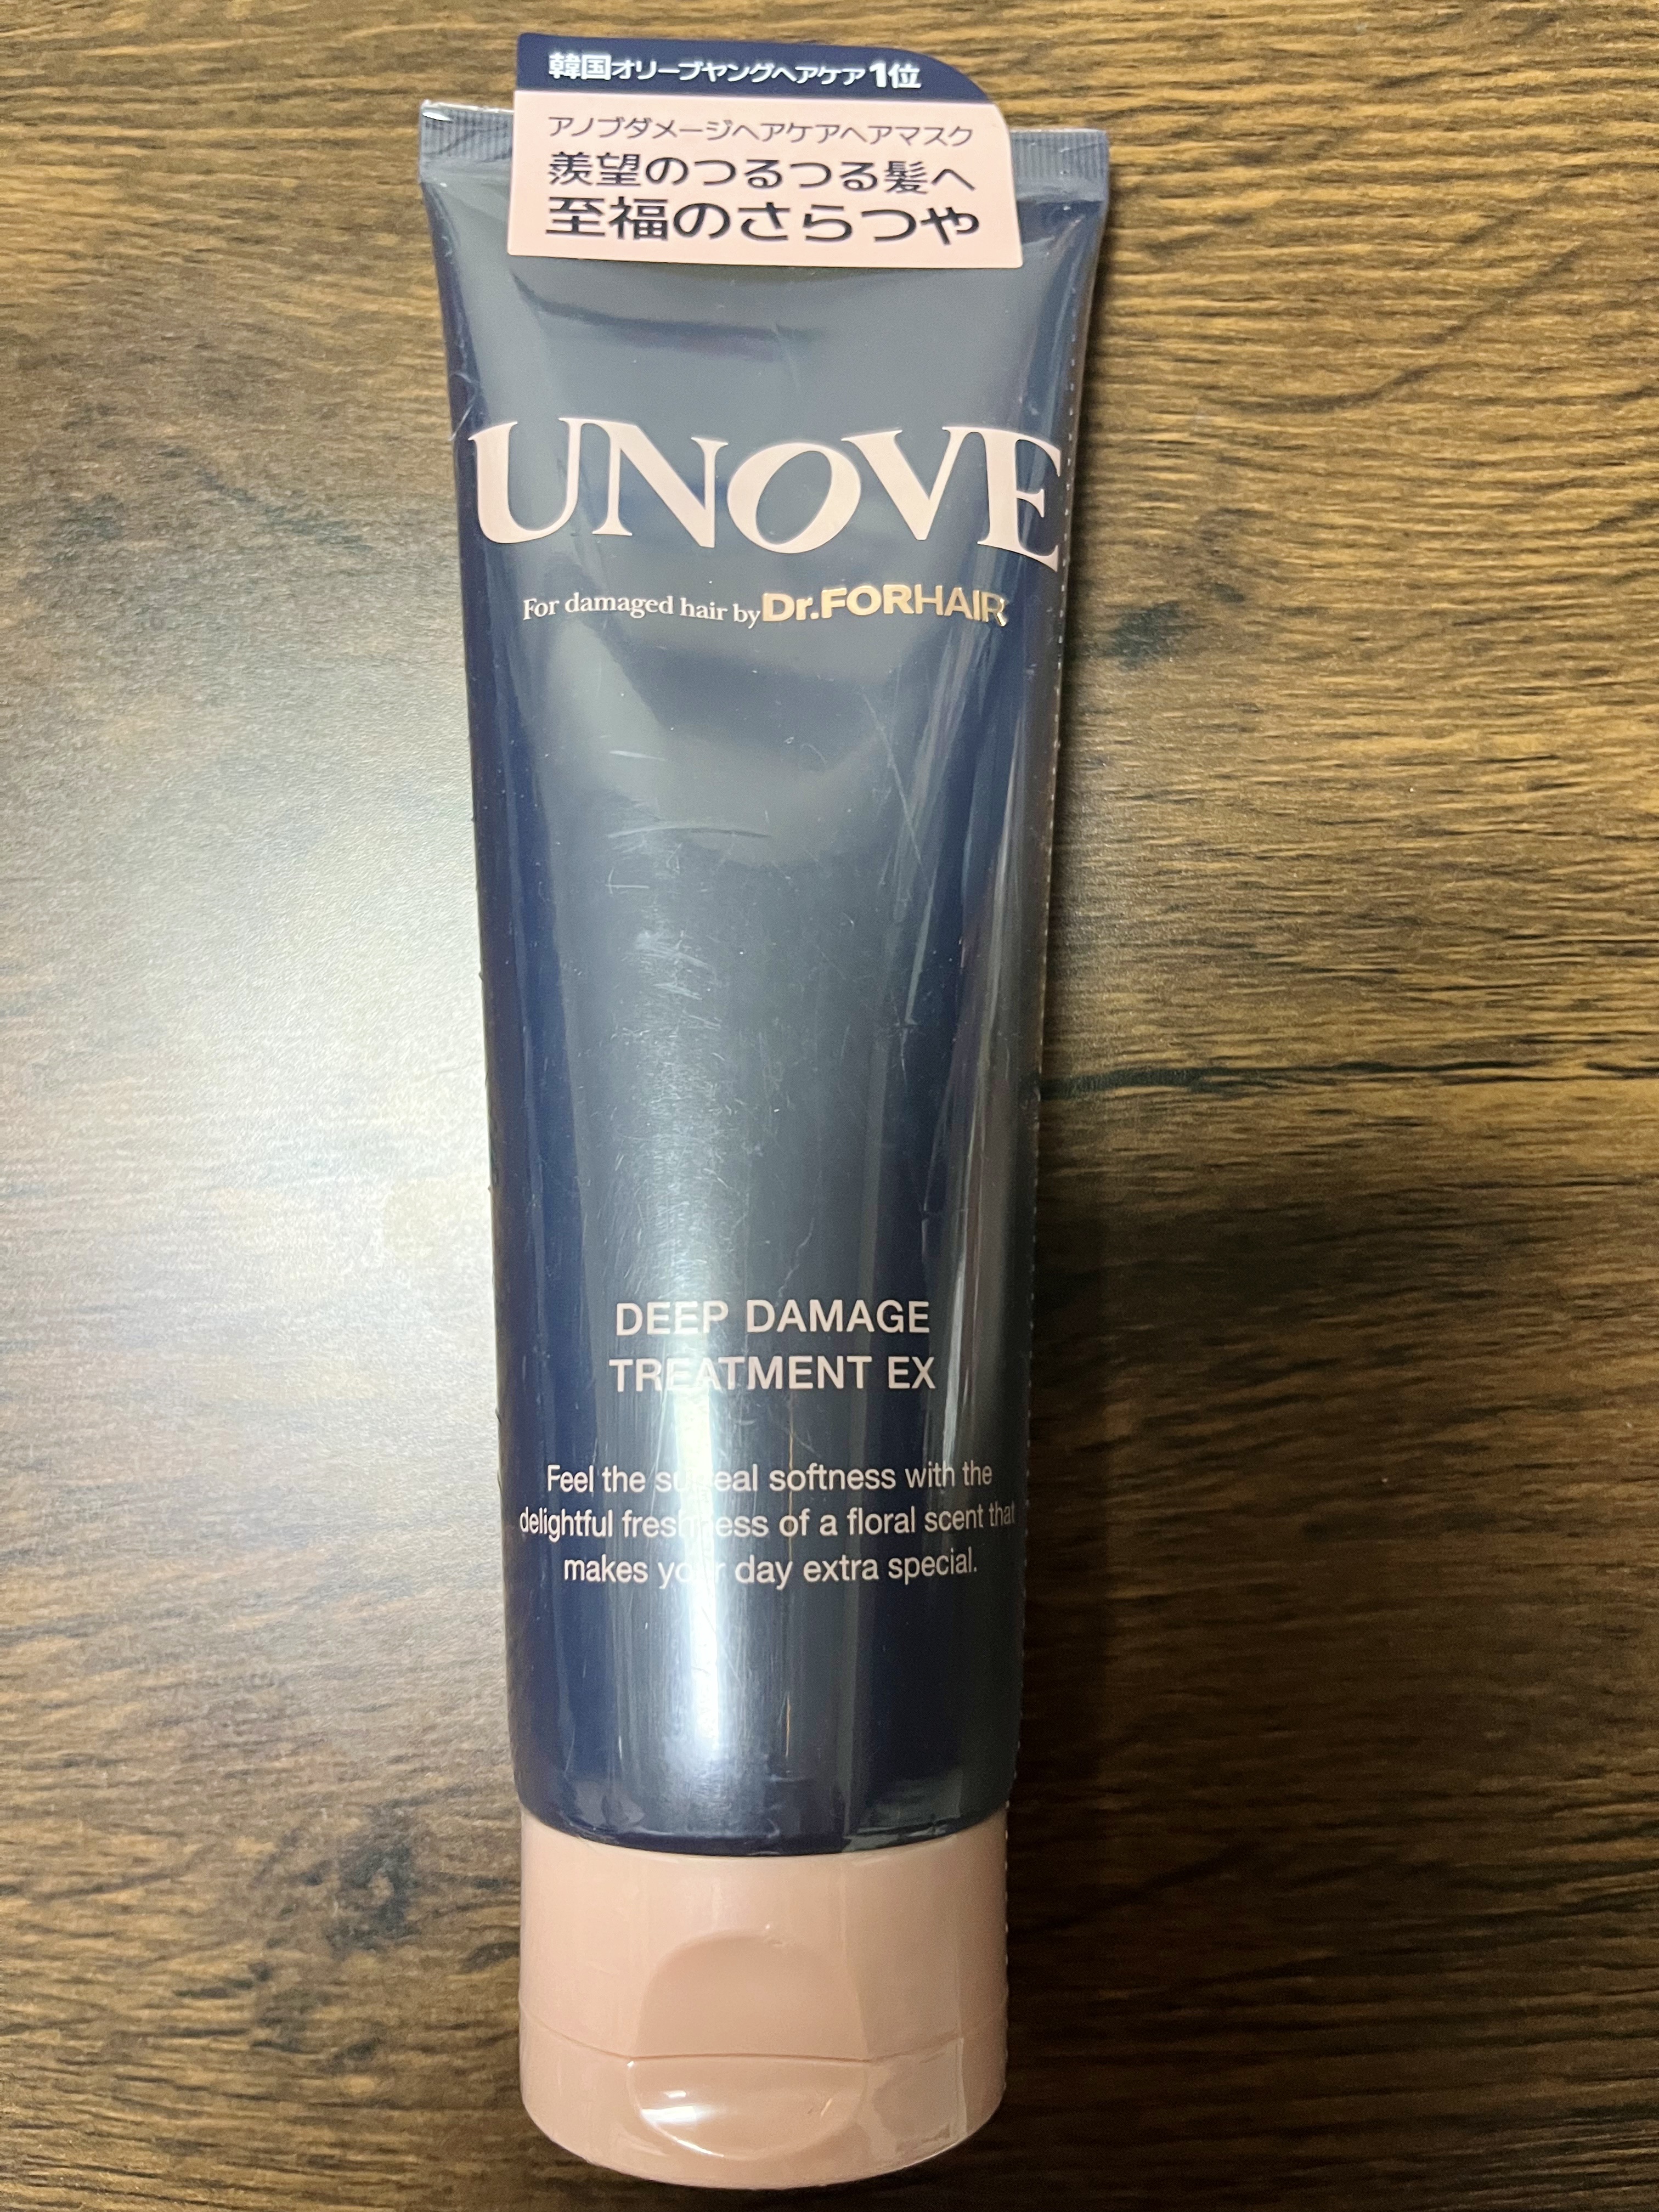 韓国オリーブヤングヘアケア1位
アノブダメージヘアケアヘアマスク
羨望のつるつる髪へ
至福のさらつや
UNOVE
For damaged hair by Dr.FORHAIR
DEEP DAMAGE
TREATMENT EX
Feel the surreal softness with the
delightful freshness of a floral scent that
makes your day extra special.